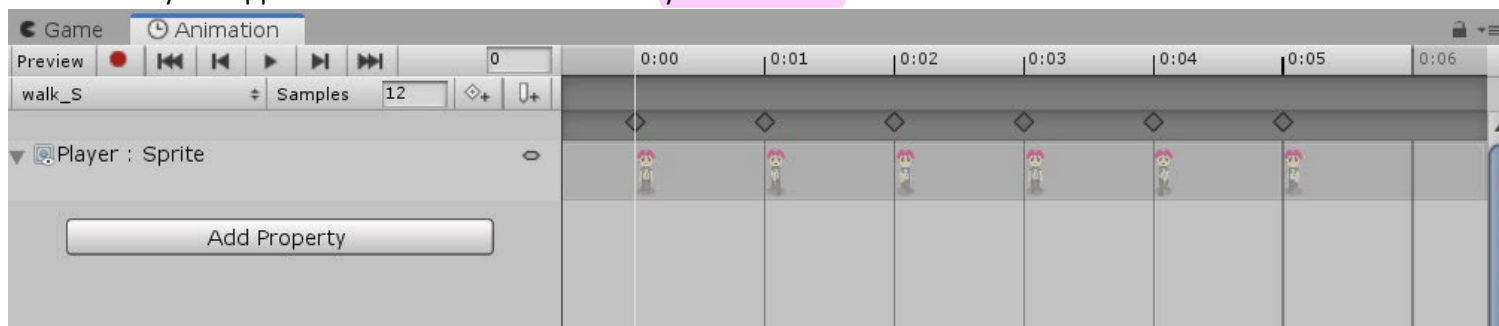 Game Animation
Preview 0 0:00 0:01 0:02 0:03 0:04 0:05 0:06
walk_S Samples 12
Player : Sprite
Add Property